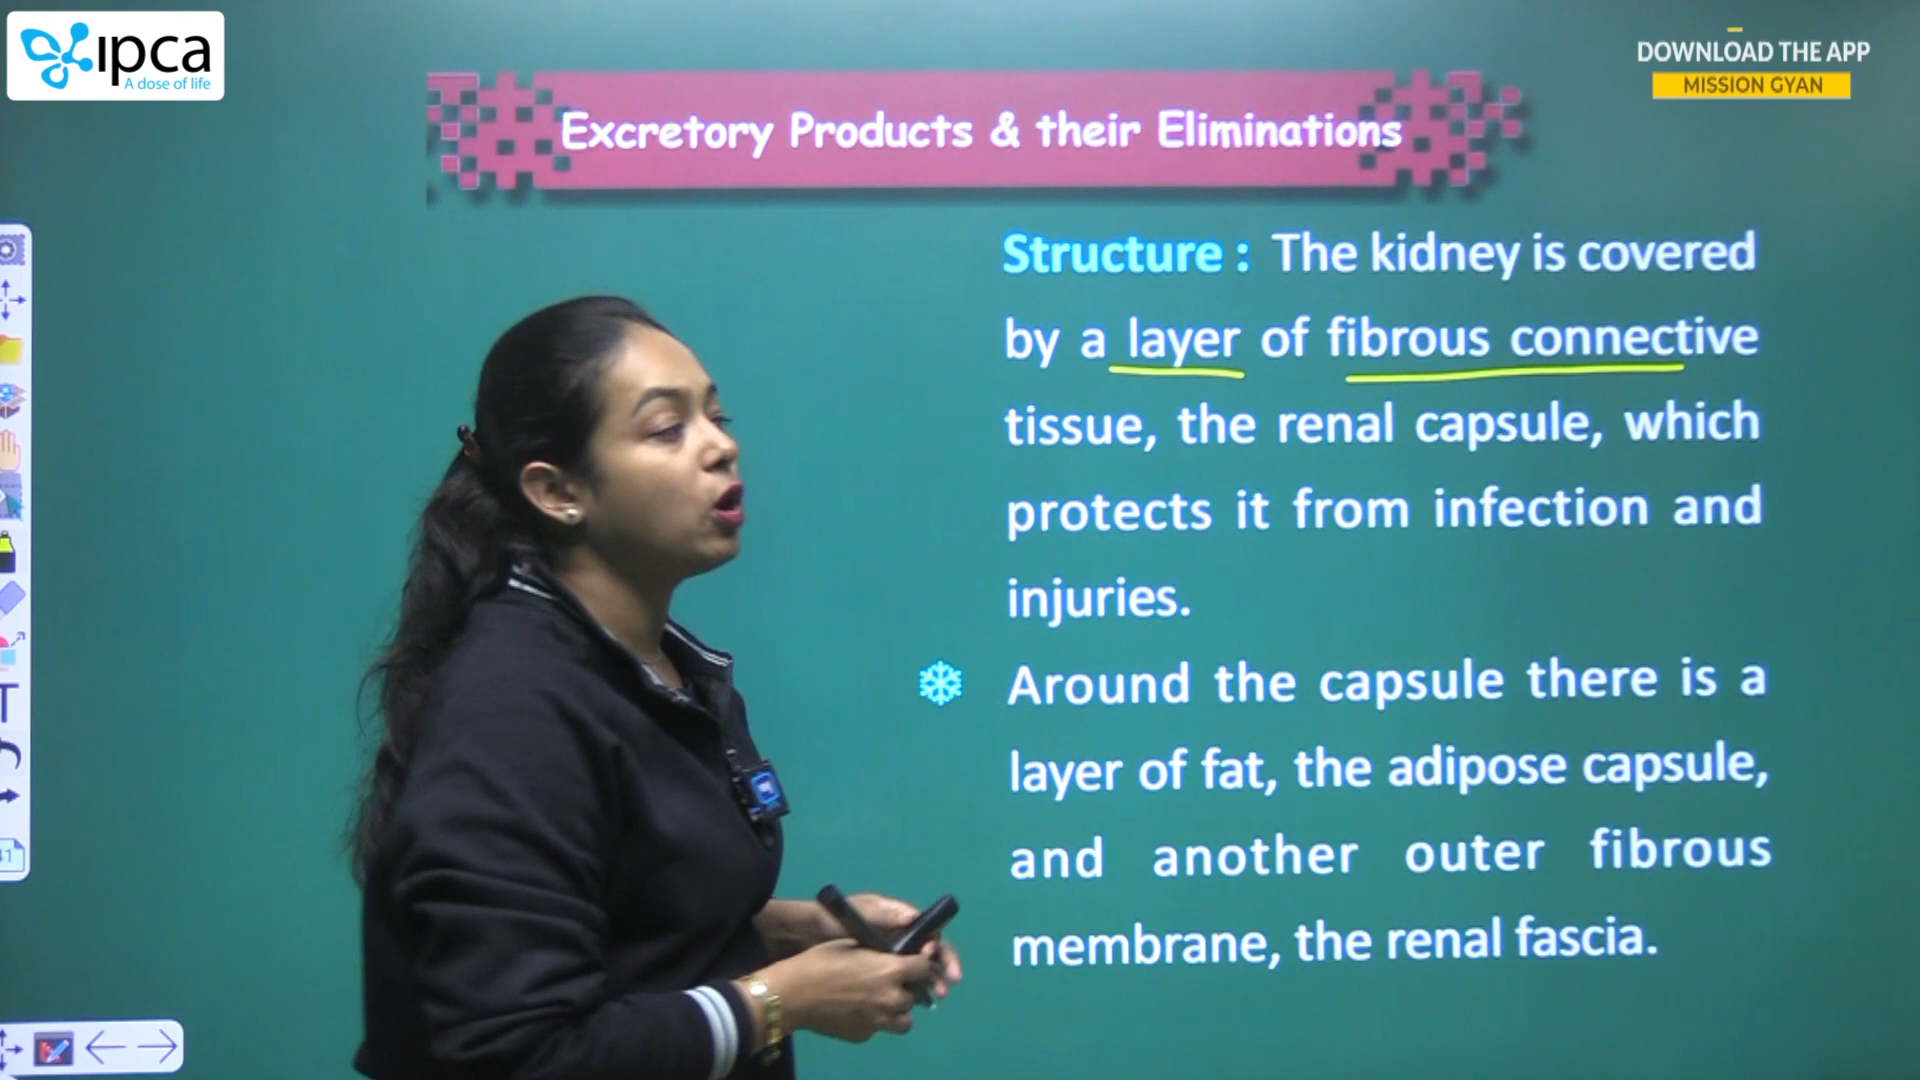 ipca
A dose of life
DOWNLOAD THE APP
MISSION GYAN
Excretory Products & their Eliminations
Structure : The kidney is covered
by a layer of fibrous connective
tissue, the renal capsule, which
protects it from infection and
injuries.
Around the capsule there is a
layer of fat, the adipose capsule,
and another outer fibrous
membrane, the renal fascia.
T